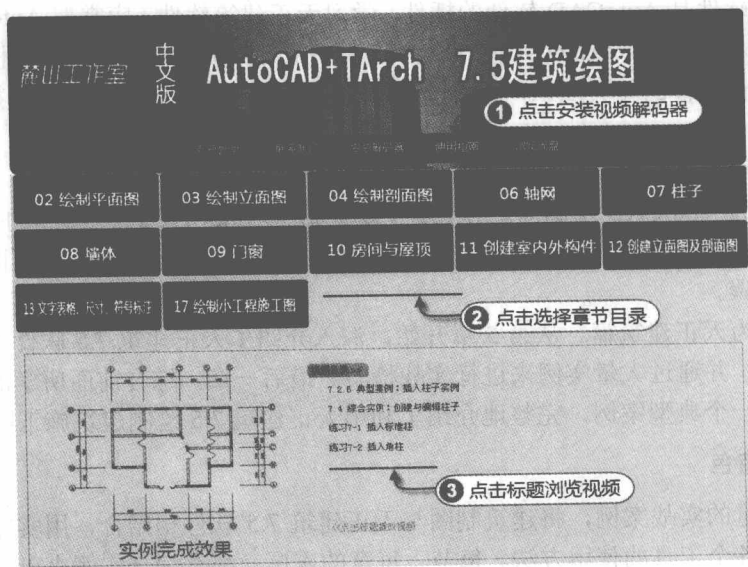 麓山工作室
中文版
AutoCAD+TArch 7.5建筑绘图
1 点击安装视频解码器
02 绘制平面图
03 绘制立面图
04 绘制剖面图
06 轴网
07 柱子
08 墙体
09 门窗
10 房间与屋顶
11 创建室内外构件
12 创建立面图及剖面图
13 文字表格、尺寸、符号标注
17 绘制小工程施工图
2 点击选择章节目录
7.2.6 典型案例：插入柱子实例
7.4 综合实例：创建与编辑柱子
练习7-1 插入标准柱
练习7-2 插入角柱
3 点击标题浏览视频
实例完成效果